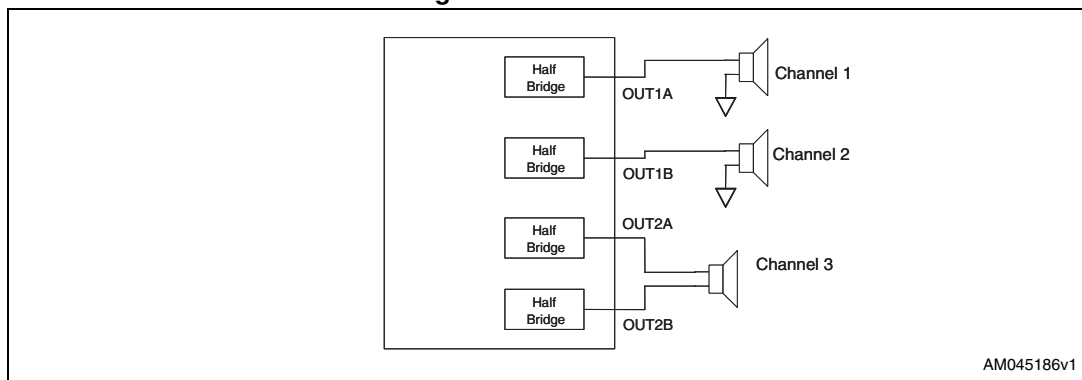 Half
Bridge
OUT1A
Channel 1
Half
Bridge
OUT1B
Channel 2
Half
Bridge
OUT2A
Channel 3
Half
Bridge
OUT2B
AM045186v1